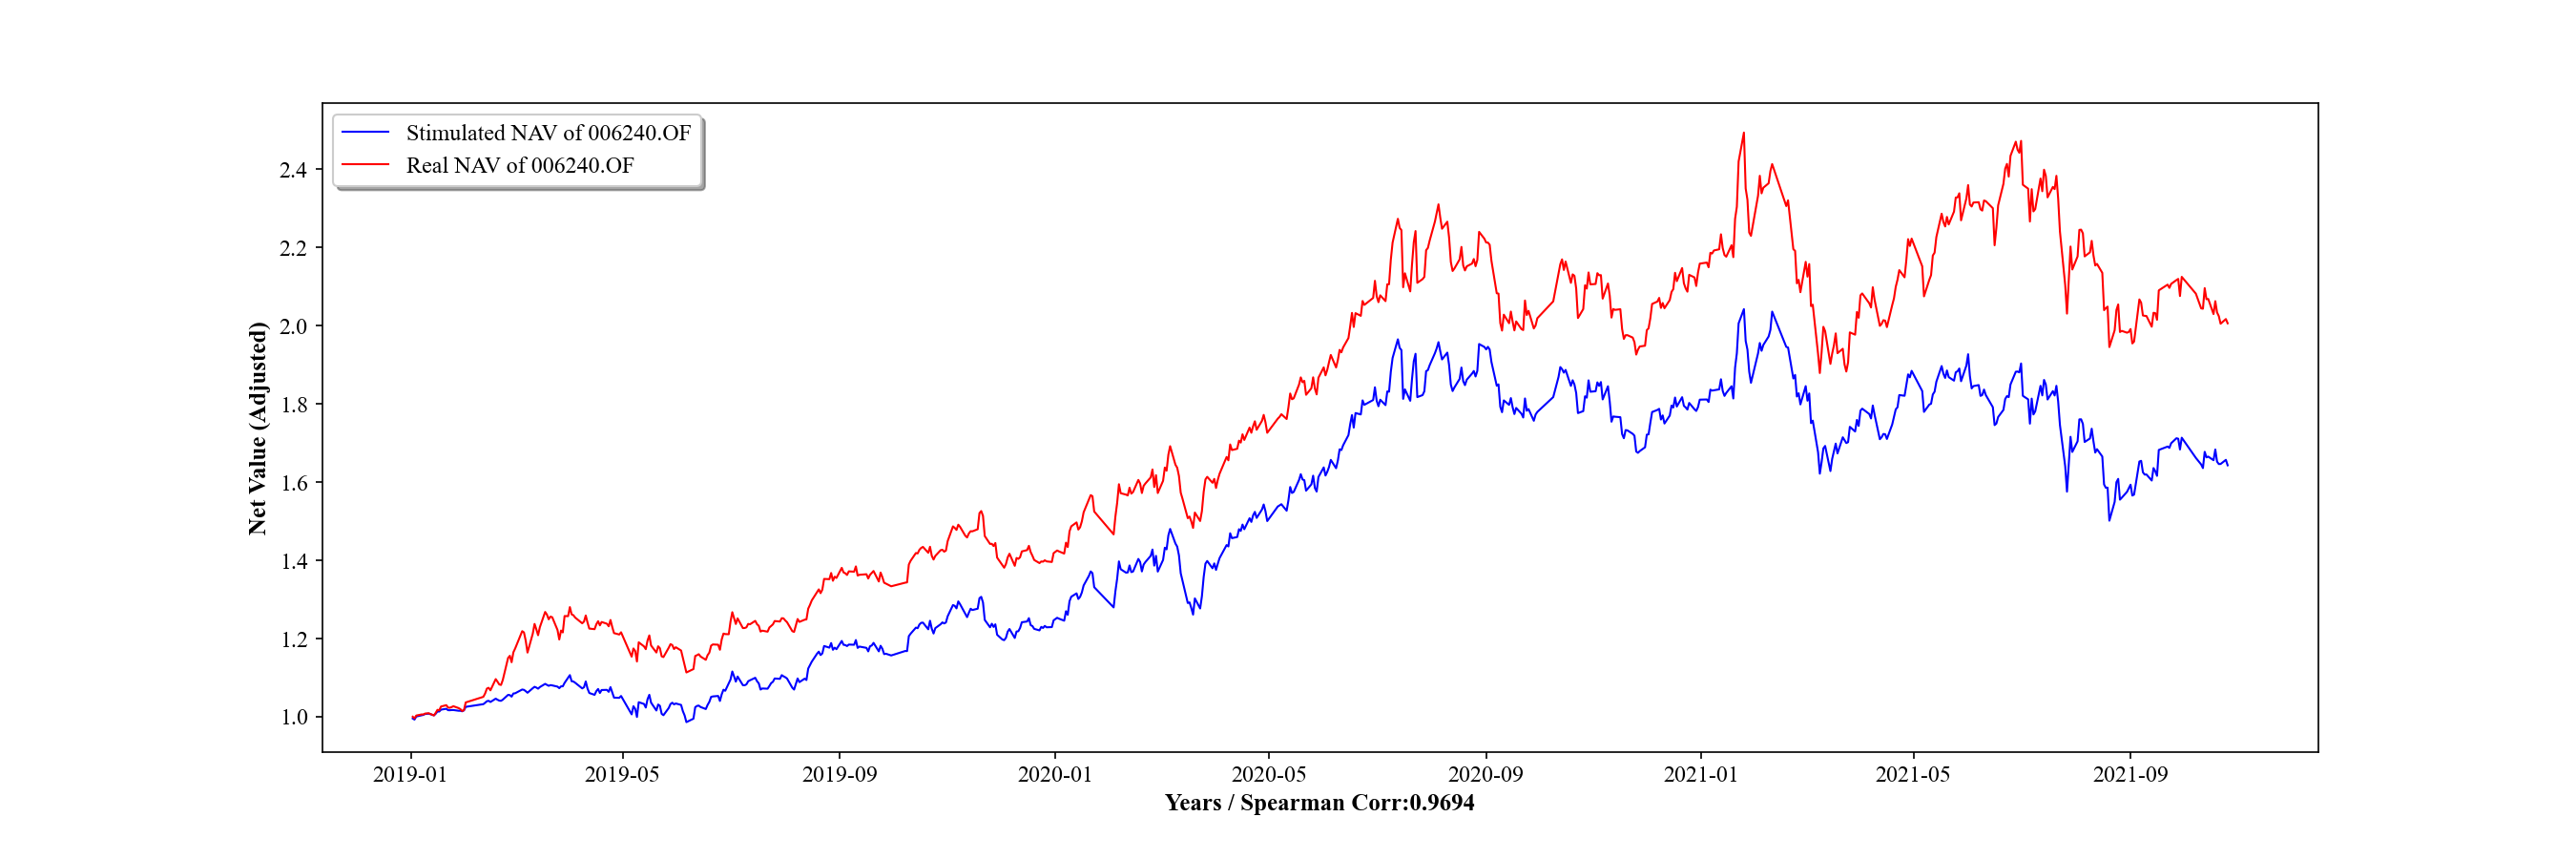 Stimulated NAV of 006240.OF
Real NAV of 006240.OF
Net Value (Adjusted)
2.4
2.2
2.0
1.8
1.6
1.4
1.2
1.0
2019-01 2019-05 2019-09 2020-01 2020-05 2020-09 2021-01 2021-05 2021-09
Years / Spearman Corr:0.9694